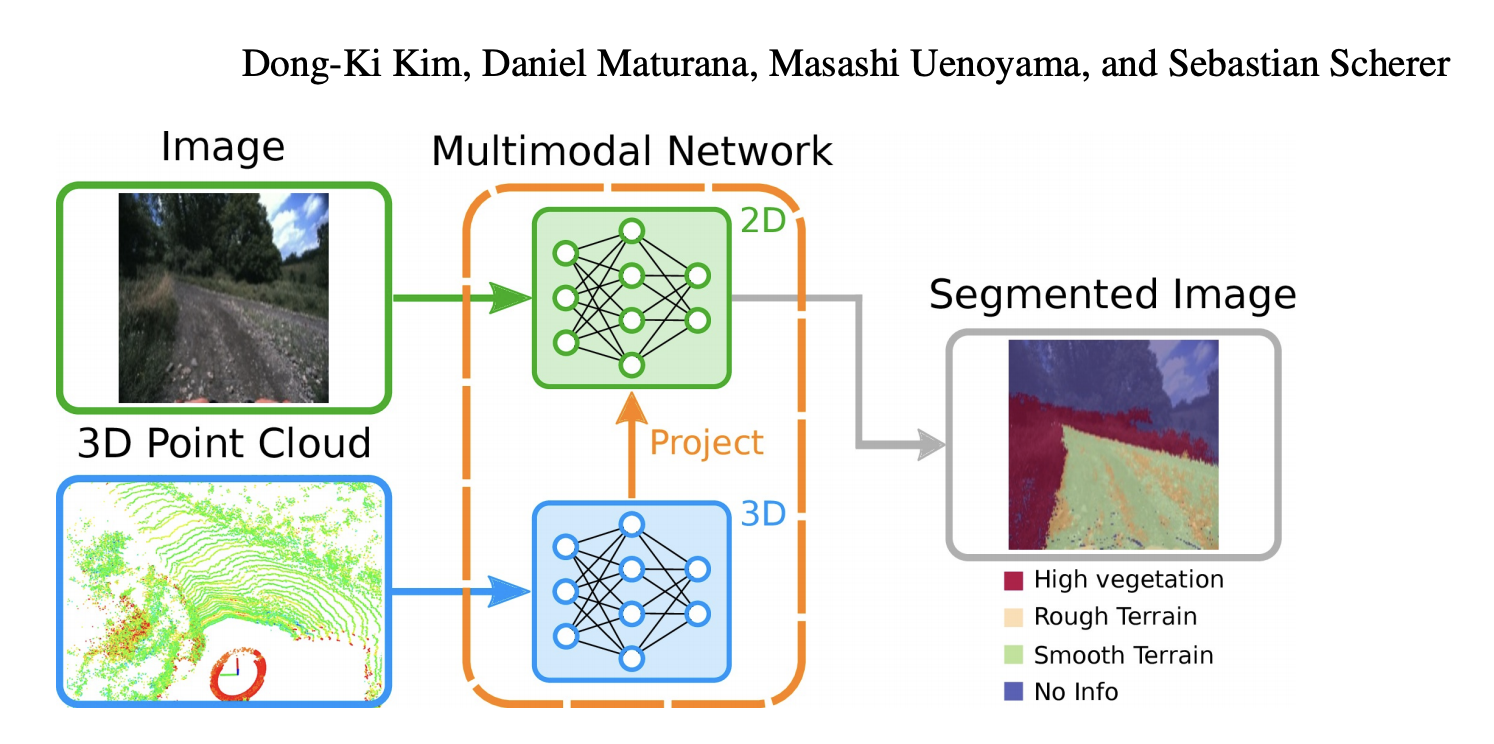 Dong-Ki Kim, Daniel Maturana, Masashi Uenoyama, and Sebastian Scherer
Image
Multimodal Network
2D
Segmented Image
3D Point Cloud
Project
3D
High vegetation
Rough Terrain
Smooth Terrain
No Info